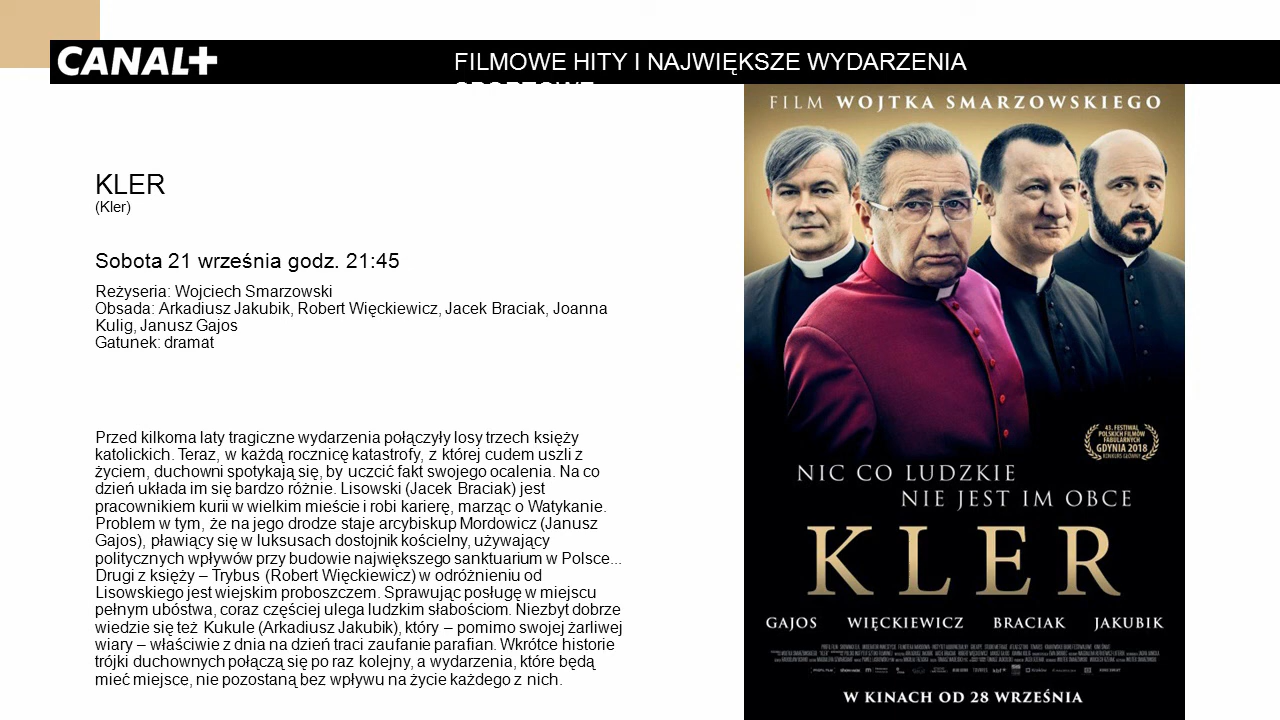 CANAL+
FILMOWE HITY I NAJWIĘKSZE WYDARZENIA
KLER
(Kler)
Sobota 21 września godz. 21:45
Reżyseria: Wojciech Smarzowski
Obsada: Arkadiusz Jakubik, Robert Więckiewicz, Jacek Braciak, Joanna
Kulig, Janusz Gajos
Gatunek: dramat
Przed kilkoma laty tragiczne wydarzenia połączyły losy trzech księży
katolickich. Teraz, w każdą rocznicę katastrofy, z której cudem uszli z
życiem, duchowni spotykają się, by uczcić fakt swojego ocalenia. Na co
dzień układa im się bardzo różnie. Lisowski (Jacek Braciak) jest
pracownikiem kurii w wielkim mieście i robi karierę, marząc o Watykanie.
Problem w tym, że na jego drodze staje arcybiskup Mordowicz (Janusz
Gajos), pławiący się w luksusach dostojnik kościelny, używający
politycznych wpływów przy budowie największego sanktuarium w Polsce...
Drugi z księży – Trybus (Robert Więckiewicz) w odróżnieniu od
Lisowskiego jest wiejskim proboszczem. Sprawując posługę w miejscu
pełnym ubóstwa, coraz częściej ulega ludzkim słabościom. Niezbyt dobrze
wiedzie się też Kukule (Arkadiusz Jakubik), który – pomimo swojej żarliwej
wiary – właściwie z dnia na dzień traci zaufanie parafian. Wkrótce historie
trójki duchownych połączą się po raz kolejny, a wydarzenia, które będą
mieć miejsce, nie pozostaną bez wpływu na życie każdego z nich.
FILM WOJTKA SMARZOWSKIEGO
43. FESTIWAL
POLSKICH FILMÓW
FABULARNYCH
GDYNIA 2018
KONKURS GŁÓWNY
NIC CO LUDZKIE
NIE JEST IM OBCE
KLER
GAJOS WIĘCKIEWICZ BRACIAK JAKUBIK
W KINACH OD 28 WRZEŚNIA